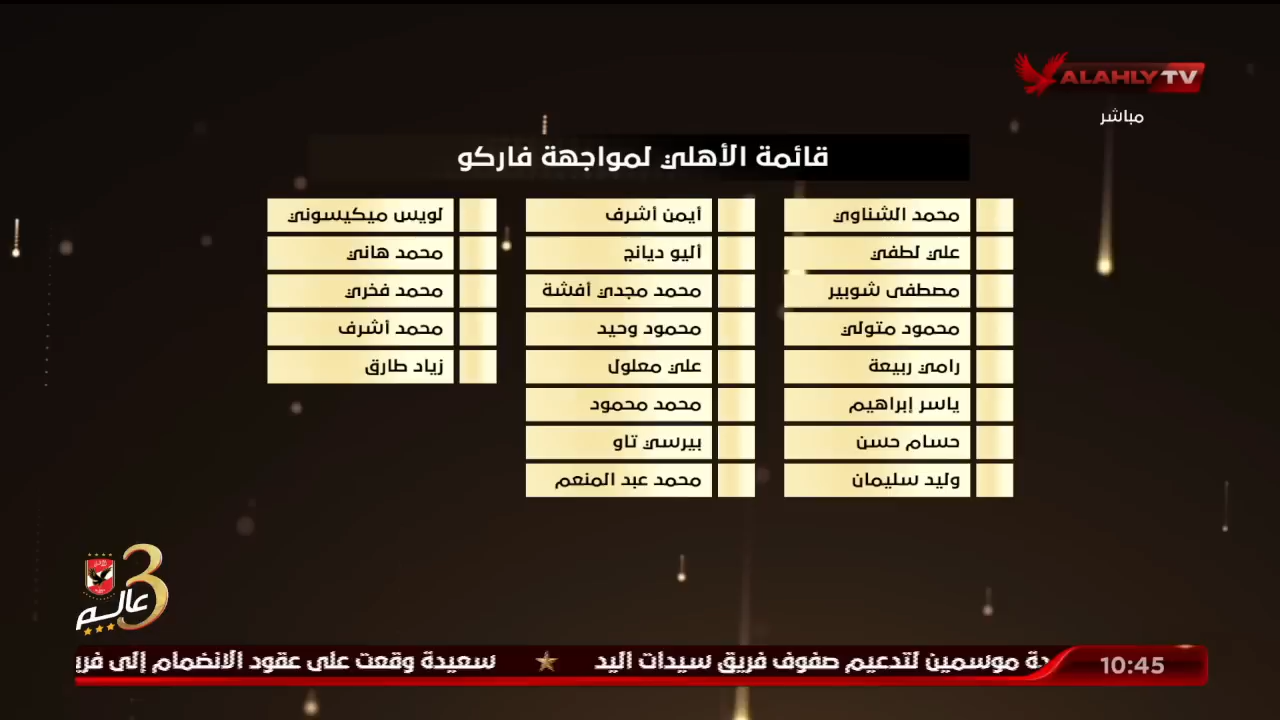 ALAHLY TV
مباشر
قائمة الأهلي لمواجهة فاركو
محمد الشناوي
علي لطفي
مصطفى شوبير
محمود متولي
رامي ربيعة
ياسر إبراهيم
حسام حسن
وليد سليمان
أيمن أشرف
أليو ديانج
محمد مجدي أفشة
محمود وحيد
علي معلول
محمد محمود
بيرسي تاو
محمد عبد المنعم
لويس ميكيسوني
محمد هاني
محمد فخري
محمد أشرف
زياد طارق
3 عالم
10:45
دة موسمين لتدعيم صفوف فريق سيدات اليد ★ سعيدة وقعت على عقود الانضمام إلى فري